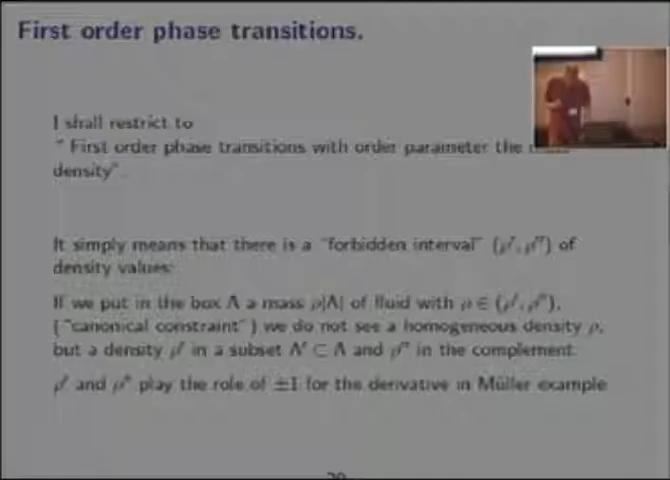 First order phase transitions.
I shall restrict to
" First order phase transitions with order parameter the
density".
It simply means that there is a "forbidden interval" (ρ′, ρ″) of
density values:
If we put in the box Λ a mass ρ|Λ| of fluid with ρ ∈ (ρ′, ρ″),
( "canonical constraint" ) we do not see a homogeneous density ρ,
but a density ρ′ in a subset Λ′ ⊂ Λ and ρ″ in the complement.
ρ′ and ρ″ play the role of ±1 for the derivative in Müller example